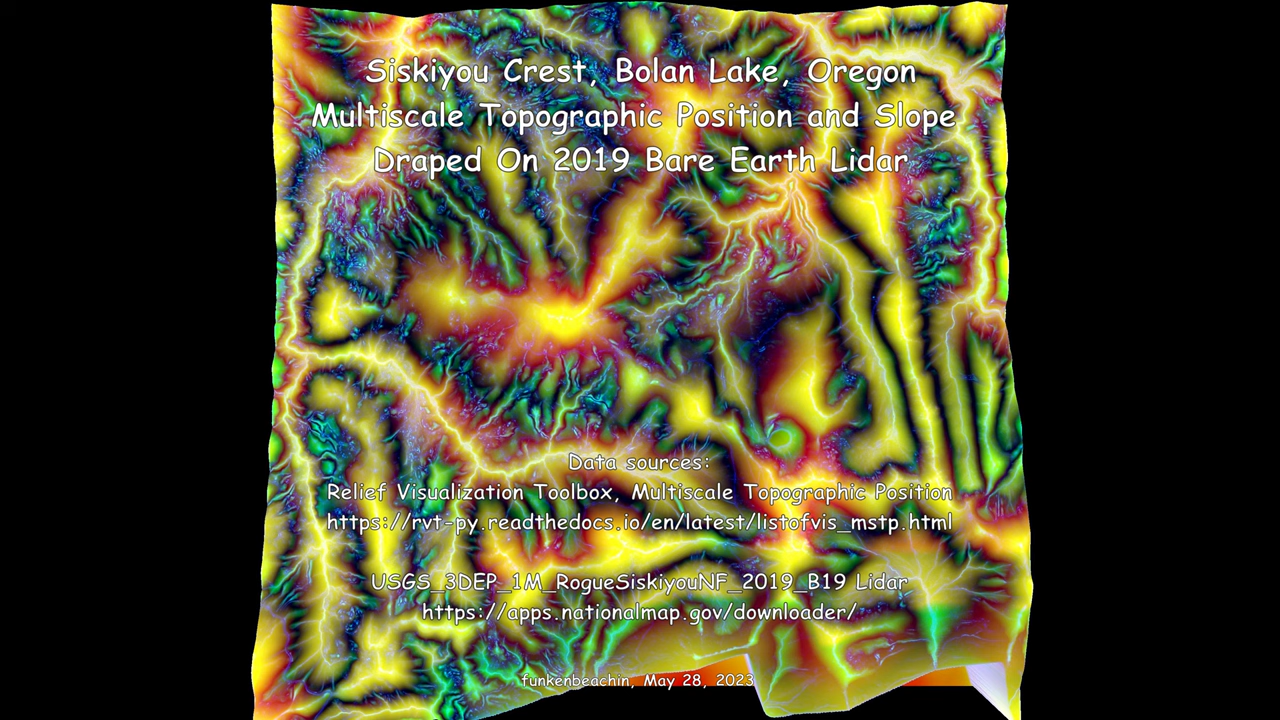 Siskiyou Crest, Bolan Lake, Oregon
Multiscale Topographic Position and Slope
Draped On 2019 Bare Earth Lidar
Data sources:
Relief Visualization Toolbox, Multiscale Topographic Position
https://rvt-py.readthedocs.io/en/latest/listofvis_mstp.html
USGS_3DEP_1M_RogueSiskiyouNF_2019_B19 Lidar
https://apps.nationalmap.gov/downloader/
funkenbeachin, May 28, 2023